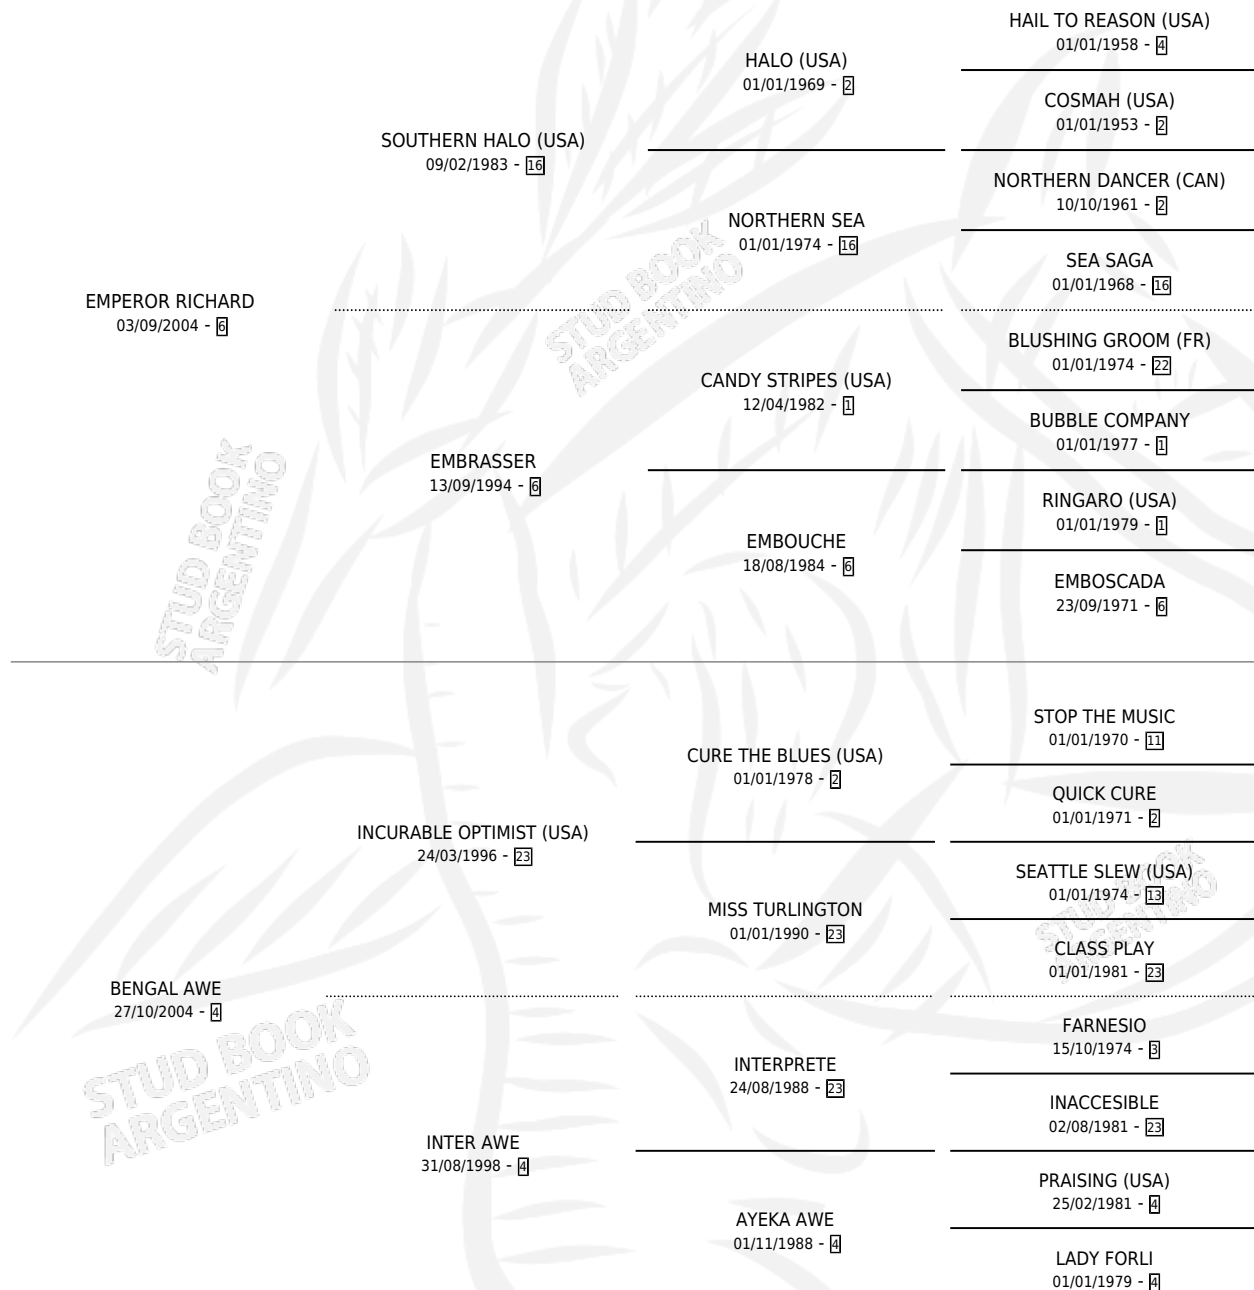 HAIL TO REASON (USA)
01/01/1958 - 4
HALO (USA)
01/01/1969 - 2
COSMAH (USA)
01/01/1953 - 2
SOUTHERN HALO (USA)
09/02/1983 - 16
NORTHERN DANCER (CAN)
10/10/1961 - 2
NORTHERN SEA
01/01/1974 - 16
SEA SAGA
01/01/1968 - 16
EMPEROR RICHARD
03/09/2004 - 6
STUD BOOK
ARGENTINO
BLUSHING GROOM (FR)
01/01/1974 - 22
CANDY STRIPES (USA)
12/04/1982 - 1
BUBBLE COMPANY
01/01/1977 - 1
EMBRASSER
13/09/1994 - 6
RINGARO (USA)
01/01/1979 - 1
EMBOUCHE
18/08/1984 - 6
EMBOSCADA
23/09/1971 - 6
STUD BOOK
ARGENTINO
STOP THE MUSIC
01/01/1970 - 11
CURE THE BLUES (USA)
01/01/1978 - 2
QUICK CURE
01/01/1971 - 2
INCURABLE OPTIMIST (USA)
24/03/1996 - 23
SEATTLE SLEW (USA)
01/01/1974 - 13
MISS TURLINGTON
01/01/1990 - 23
STUD BOOK
ARGENTINO
CLASS PLAY
01/01/1981 - 23
BENGAL AWE
27/10/2004 - 4
STUD BOOK
ARGENTINO
FARNESIO
15/10/1974 - 3
INTERPRETE
24/08/1988 - 23
INACCESIBLE
02/08/1981 - 23
INTER AWE
31/08/1998 - 4
PRAISING (USA)
25/02/1981 - 4
AYEKA AWE
01/11/1988 - 4
LADY FORLI
01/01/1979 - 4